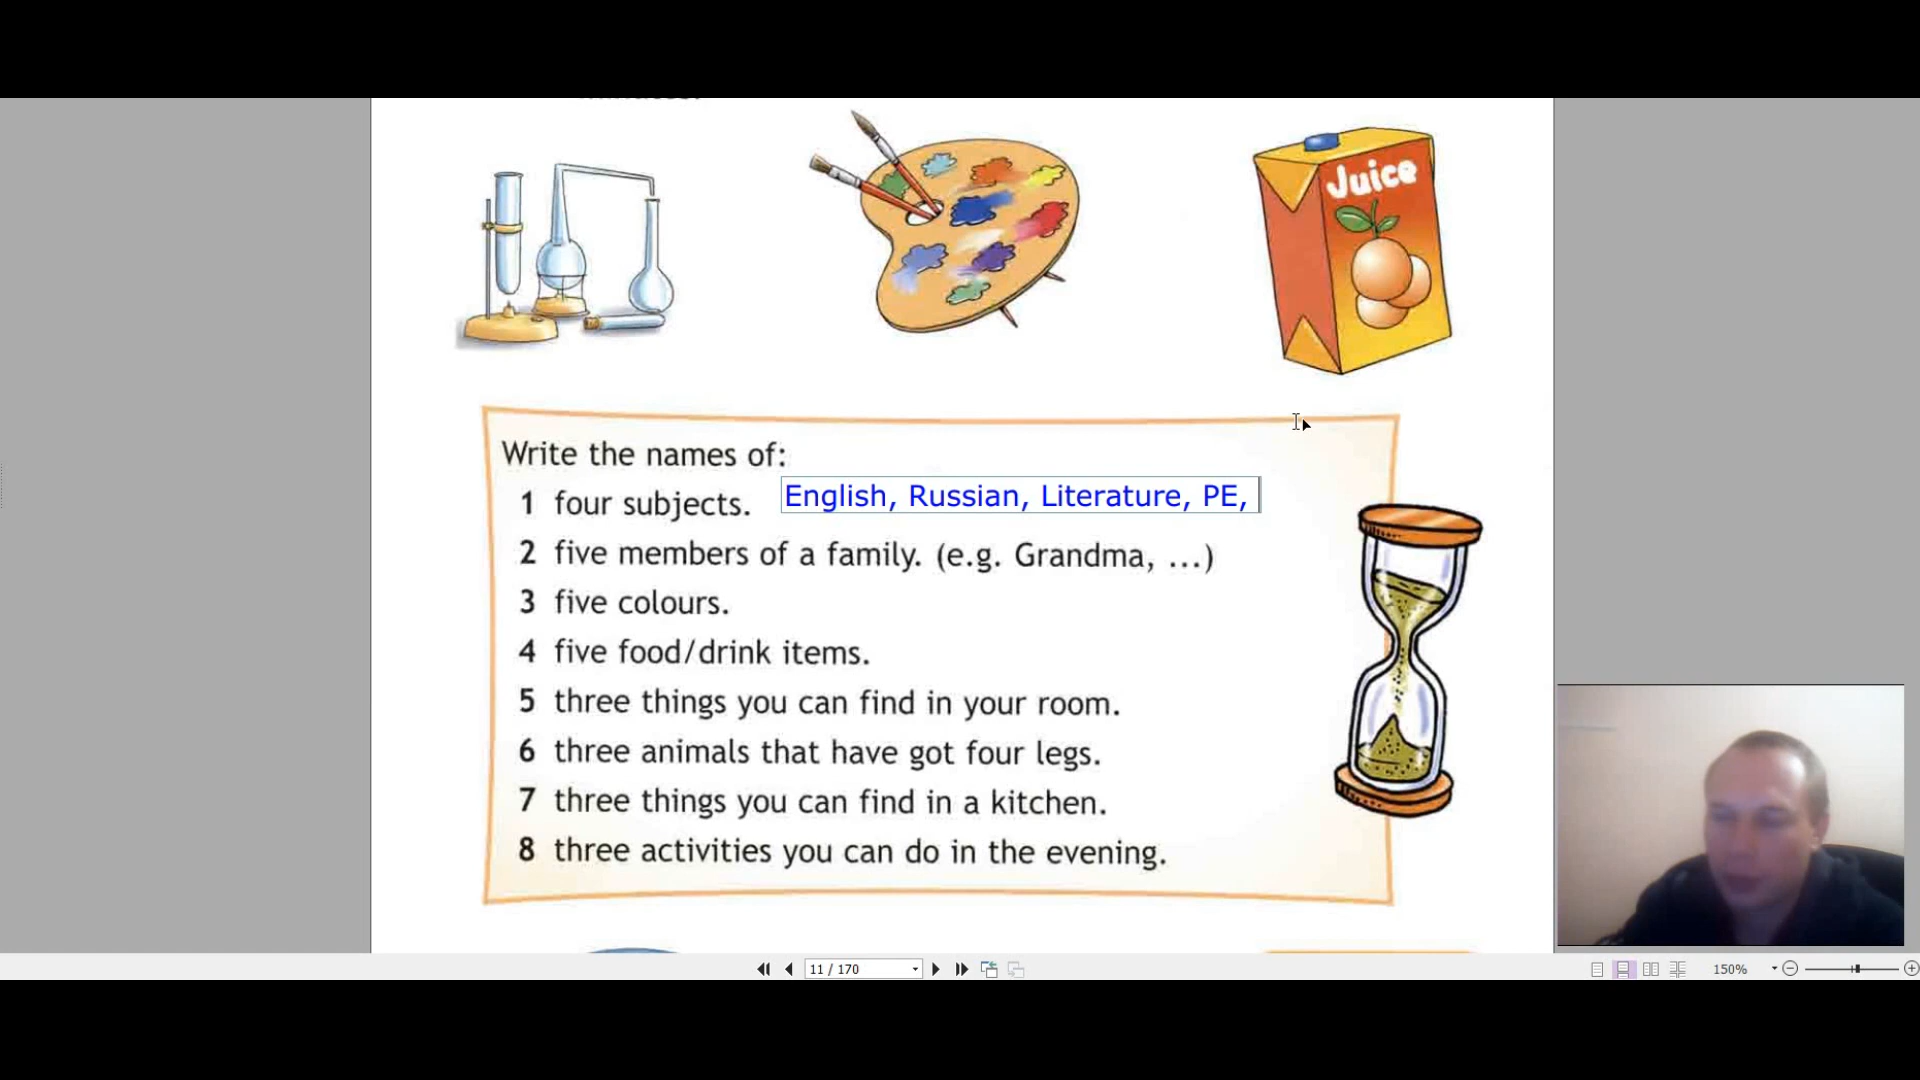 Juice
Write the names of:
1 four subjects. English, Russian, Literature, PE,
2 five members of a family. (e.g. Grandma, ...)
3 five colours.
4 five food/drink items.
5 three things you can find in your room.
6 three animals that have got four legs.
7 three things you can find in a kitchen.
8 three activities you can do in the evening.
11 / 170
150%